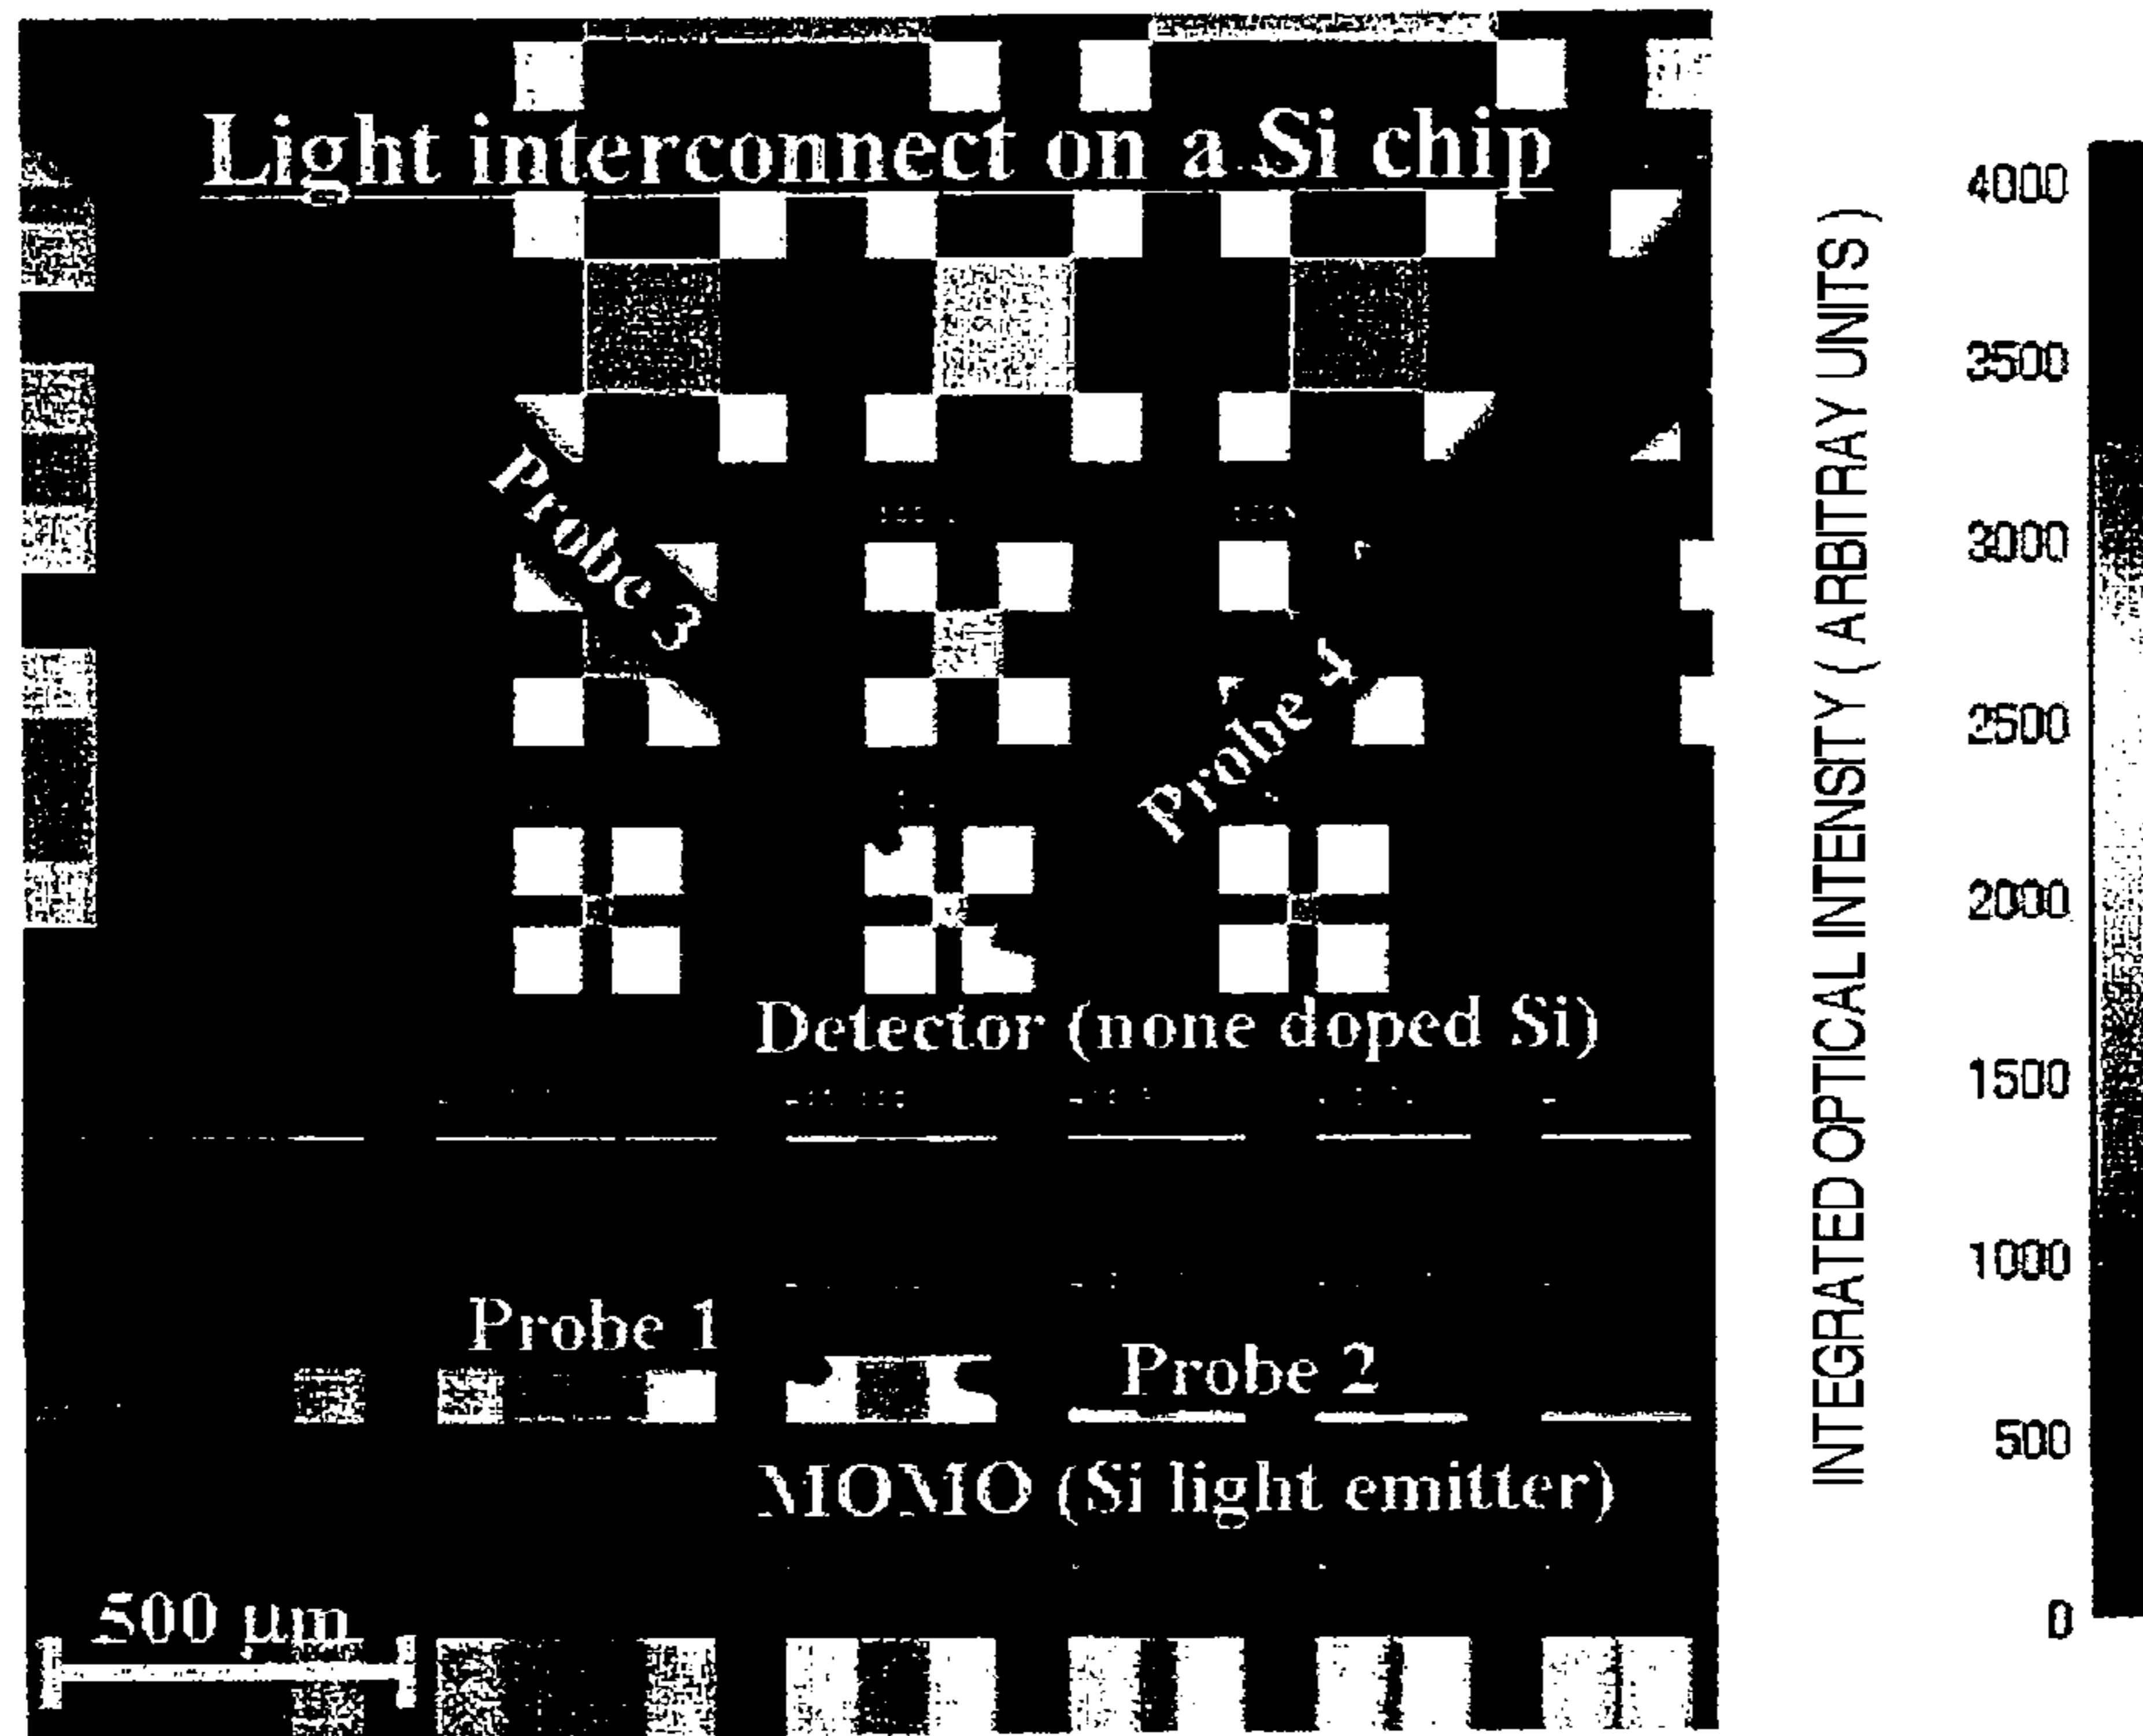 Light interconnect on a Si chip
Probe 3
Probe 4
Detector (none doped Si)
Probe 1
Probe 2
MOMO (Si light emitter)
500 µm
INTEGRATED OPTICAL INTENSITY ( ARBITRAY UNITS )
4000
3500
3000
2500
2000
1500
1000
500
0